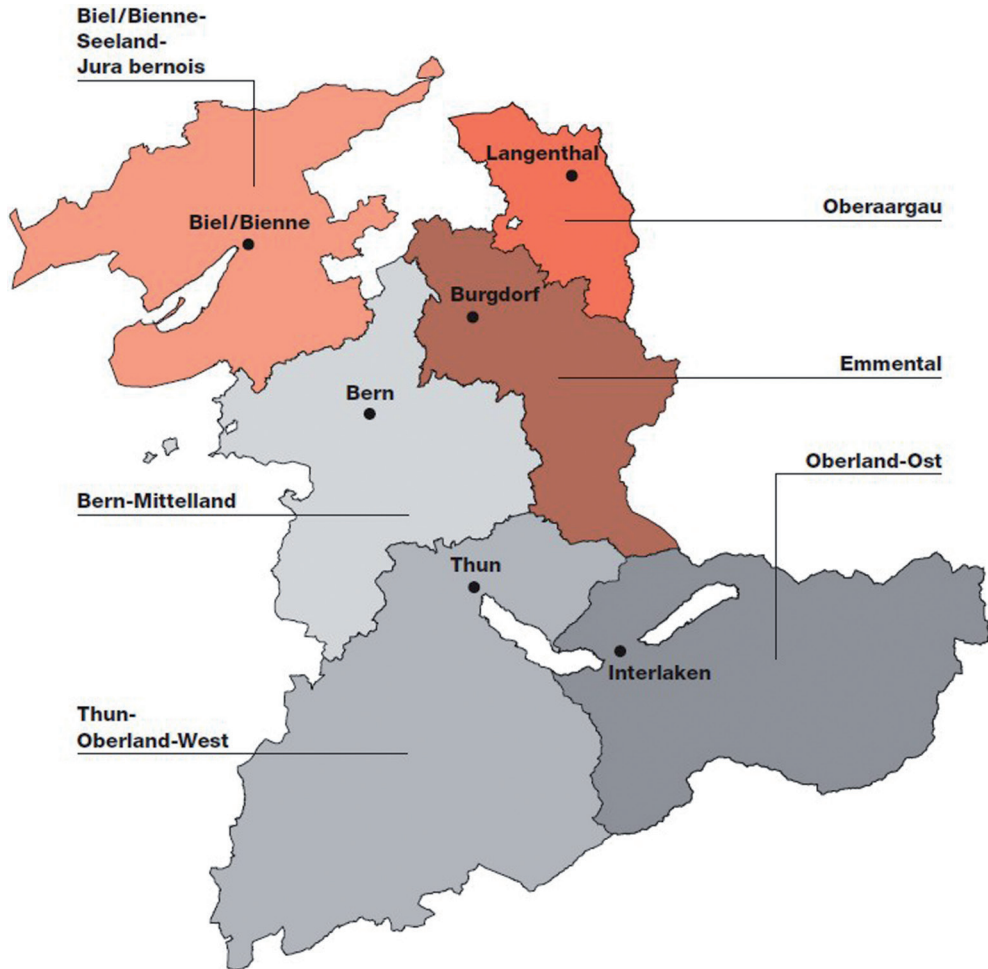 Biel/Bienne-
Seeland-
Jura bernois
Langenthal
Oberaargau
Biel/Bienne
Burgdorf
Emmental
Bern
Oberland-Ost
Bern-Mittelland
Thun
Interlaken
Thun-
Oberland-West